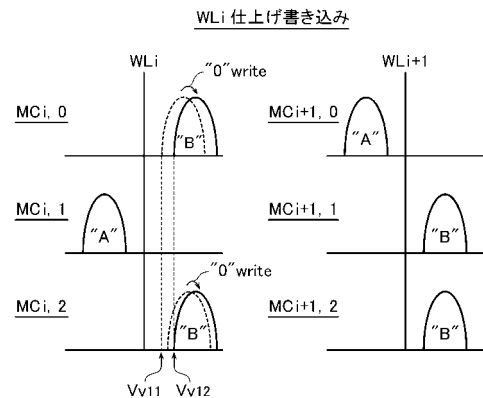 WLi 仕上げ書き込み
WLi
WLi+1
"0"write
MCi, 0
"B"
MCi+1, 0
"A"
MCi, 1
"A"
MCi+1, 1
"B"
"0"write
MCi, 2
"B"
MCi+1, 2
"B"
Vv11
Vv12